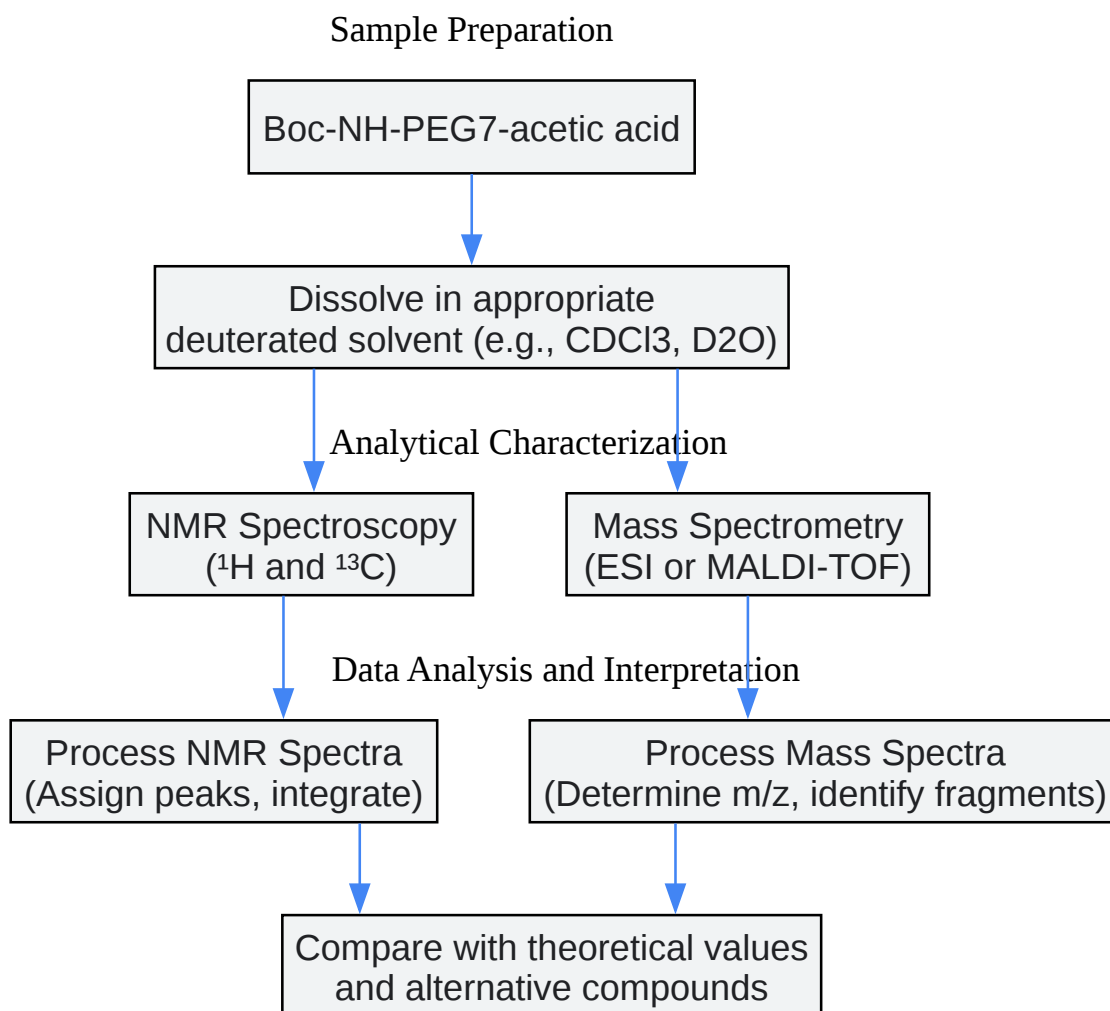 Sample Preparation
Boc-NH-PEG7-acetic acid
Dissolve in appropriate
deuterated solvent (e.g., CDCl3, D2O)
Analytical Characterization
NMR Spectroscopy
(¹H and ¹³C)
Mass Spectrometry
(ESI or MALDI-TOF)
Data Analysis and Interpretation
Process NMR Spectra
(Assign peaks, integrate)
Process Mass Spectra
(Determine m/z, identify fragments)
Compare with theoretical values
and alternative compounds